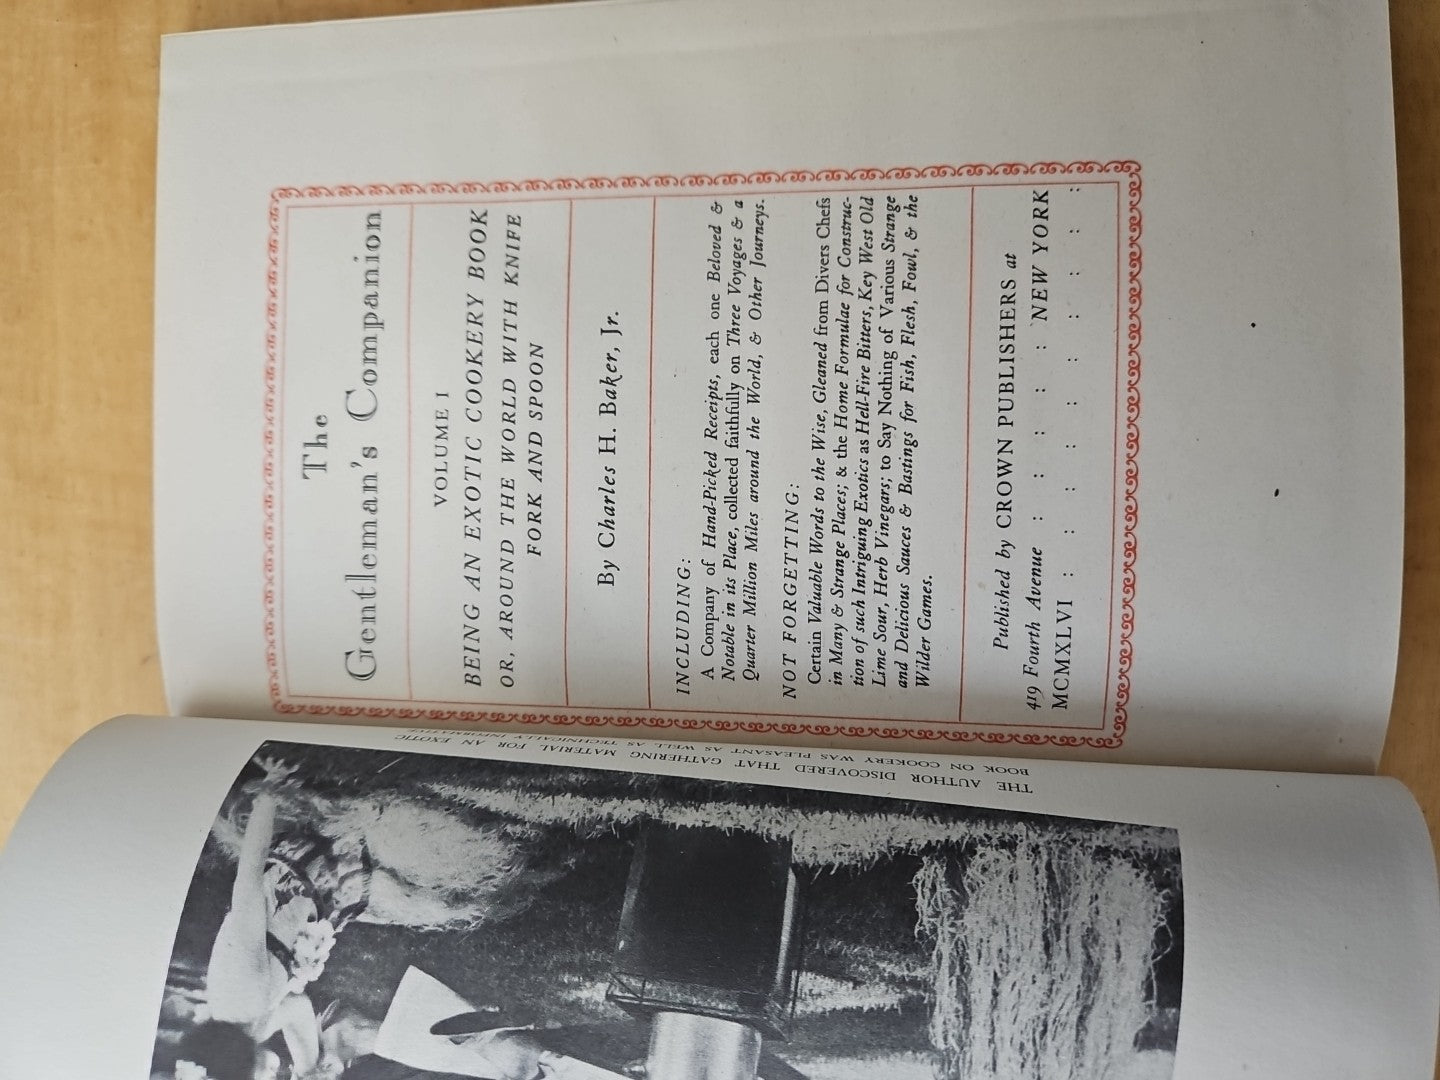 The
Gentleman's Companion
VOLUME I
BEING AN EXOTIC COOKERY BOOK
OR, AROUND THE WORLD WITH KNIFE
FORK AND SPOON
By Charles H. Baker, Jr.
INCLUDING:
A Company of Hand-Picked Receipts, each one Beloved &
Notable in its Place, collected faithfully on Three Voyages & a
Quarter Million Miles around the World, & Other Journeys.
NOT FORGETTING:
Certain Valuable Words to the Wise, Gleaned from Divers Chefs
in Many & Strange Places; & the Home Formulae for Construc-
tion of such Intriguing Exotics as Hell-Fire Bitters, Key West Old
Lime Sour, Herb Vinegars; to Say Nothing of Various Strange
and Delicious Sauces & Bastings for Fish, Flesh, Fowl, & the
Wilder Games.
Published by CROWN PUBLISHERS at
419 Fourth Avenue : : : : : NEW YORK
MCMXLVI : : : : : : : :
THE AUTHOR DISCOVERED THAT GATHERING MATERIAL FOR AN EXOTIC
BOOK ON COOKERY WAS PLEASANT AS WELL AS TECHNICALLY INFORMATIVE